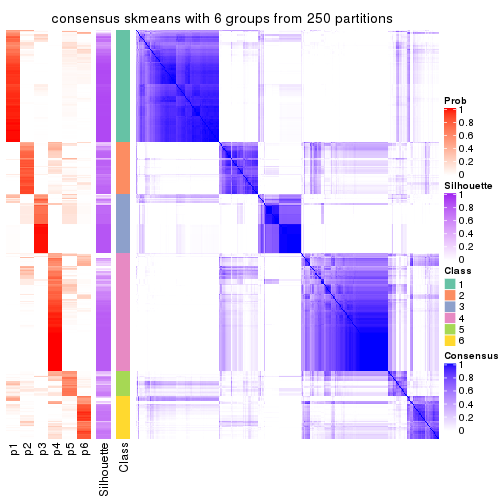 consensus skmeans with 6 groups from 250 partitions
Prob
1
0.8
0.6
0.4
0.2
0
Silhouette
1
0.8
0.6
0.4
0.2
0
Class
1
2
3
4
5
6
Consensus
1
0.8
0.6
0.4
0.2
0
p1
p2
p3
p4
p5
p6
Silhouette
Class